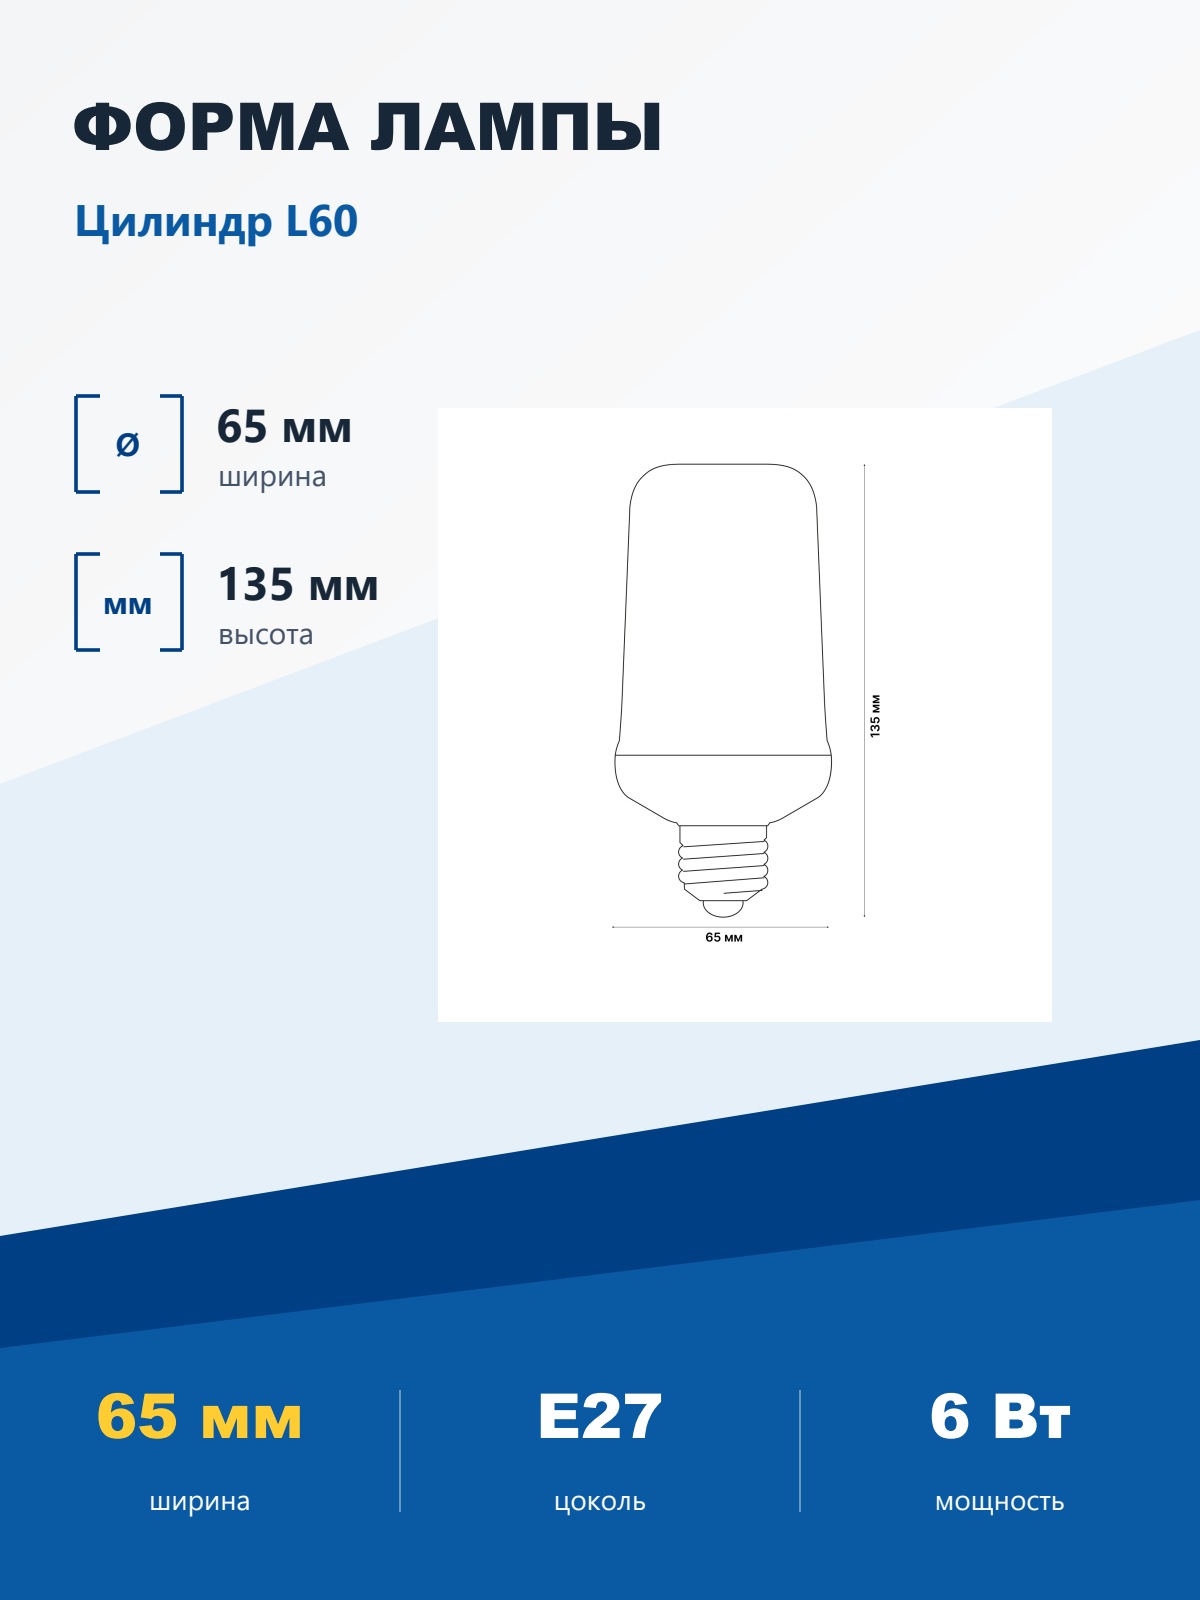 ФОРМА ЛАМПЫ
Цилиндр L60
Ø
65 мм
ширина
мм
135 мм
высота
135 мм
65 мм
65 мм
ширина
E27
цоколь
6 Вт
мощность